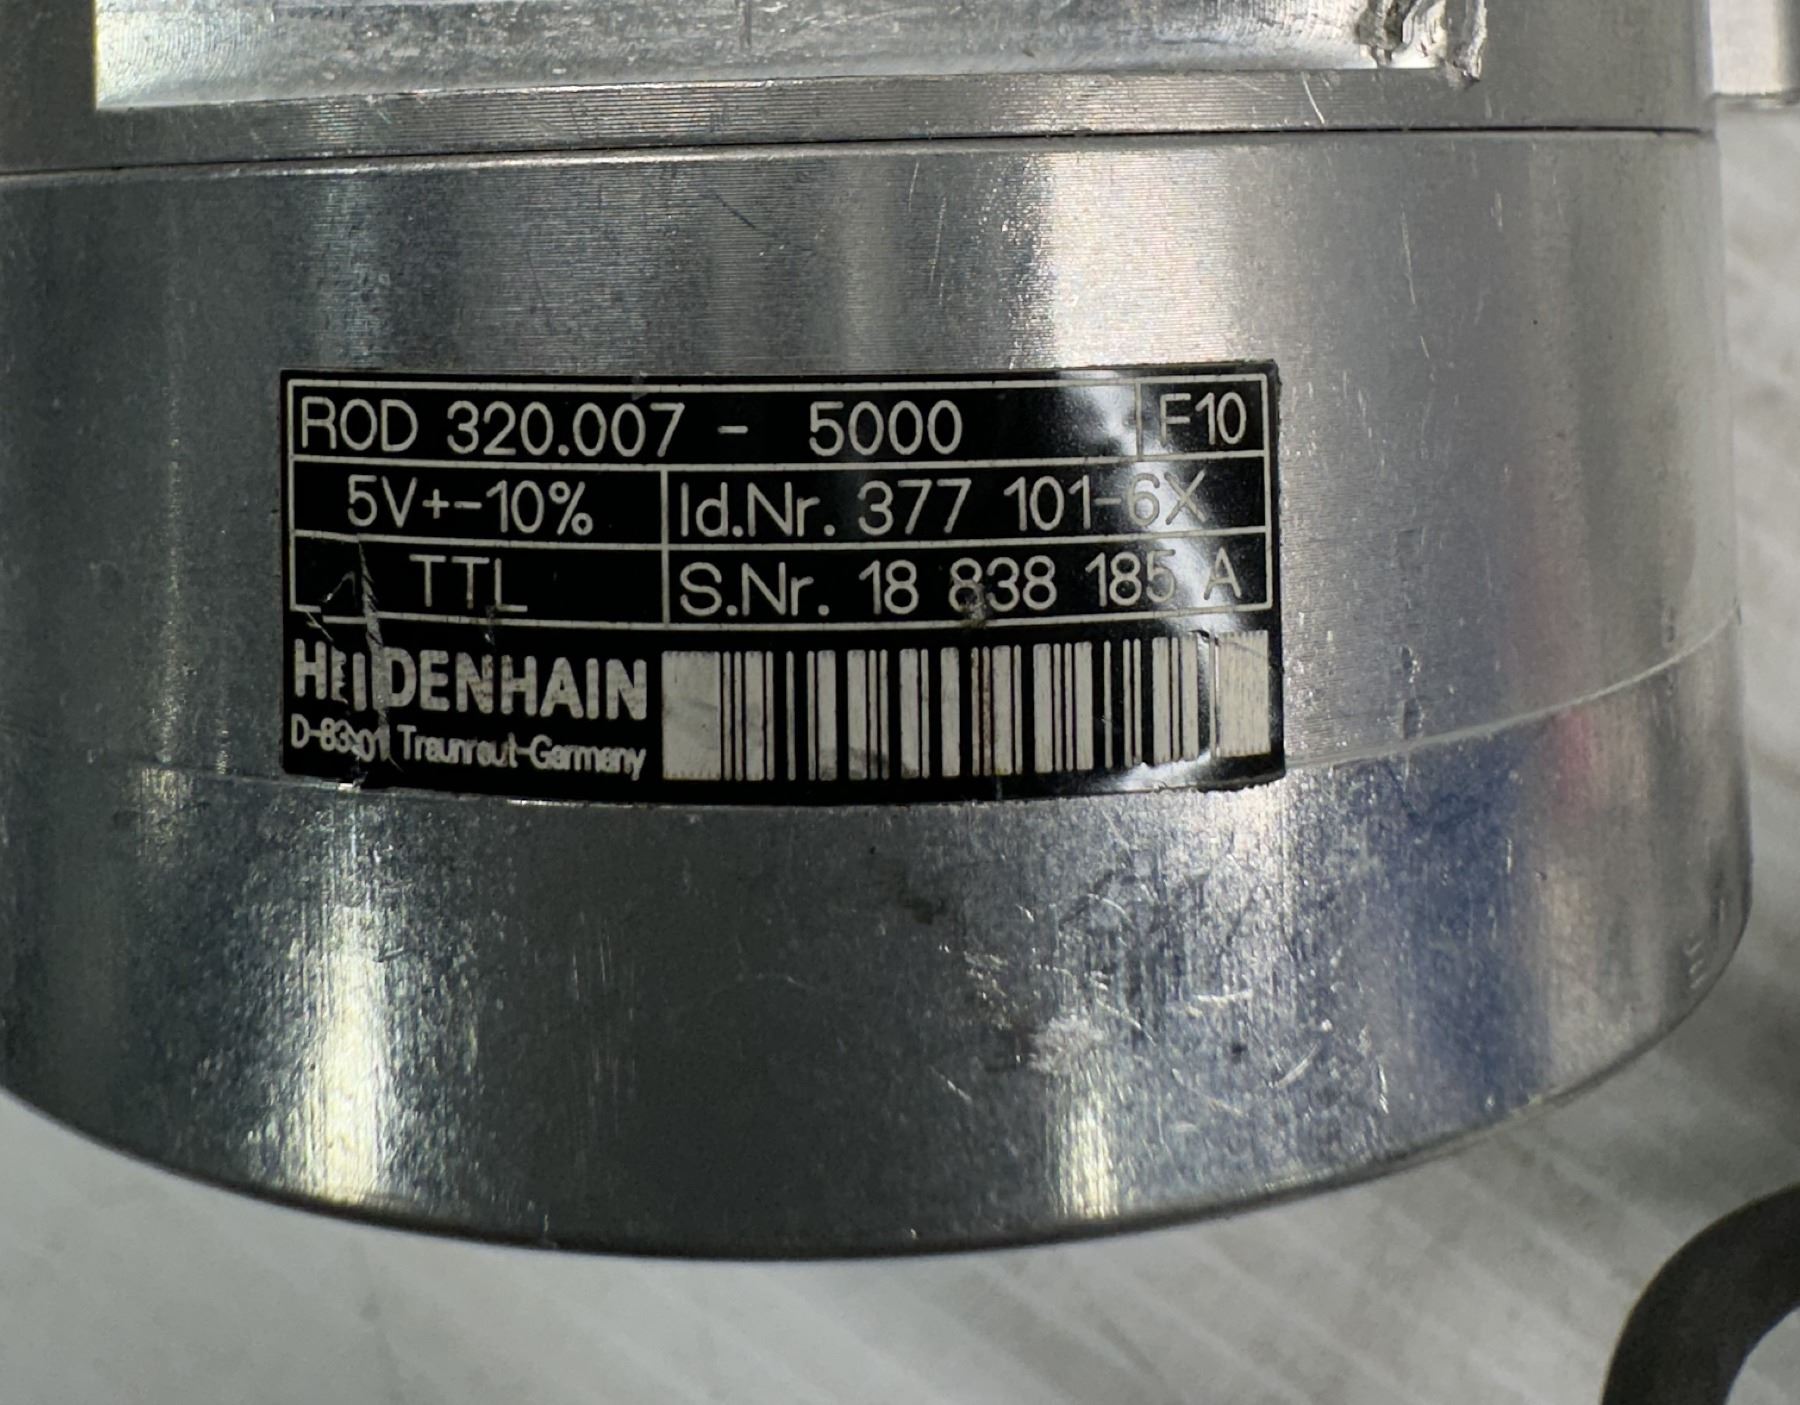 ROD 320.007 - 5000 F10
5V+-10% Id.Nr. 377 101-6X
TTL S.Nr. 18 838 185 A
HEIDENHAIN
D-83301 Traunreut-Germany